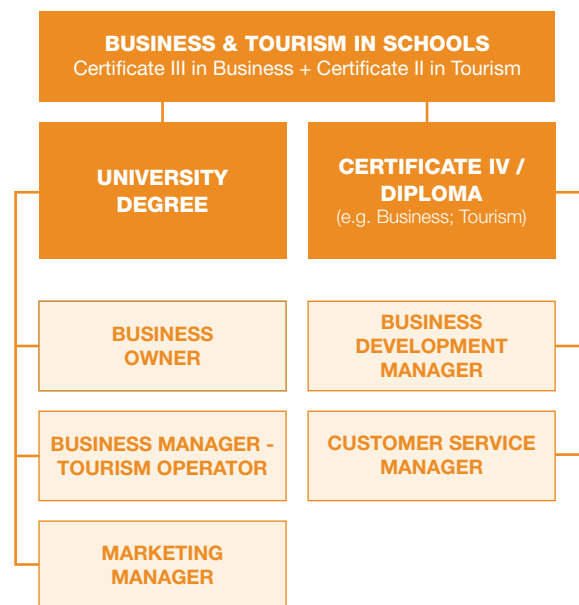 BUSINESS & TOURISM IN SCHOOLS
Certificate III in Business + Certificate II in Tourism
UNIVERSITY
DEGREE
CERTIFICATE IV /
DIPLOMA
(e.g. Business; Tourism)
BUSINESS
OWNER
BUSINESS
DEVELOPMENT
MANAGER
BUSINESS MANAGER -
TOURISM OPERATOR
CUSTOMER SERVICE
MANAGER
MARKETING
MANAGER